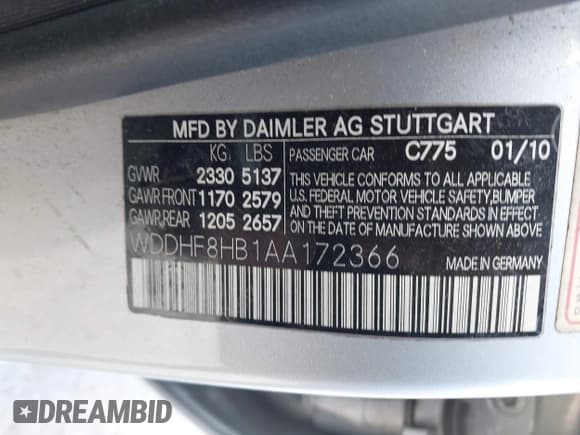 MFD BY DAIMLER AG STUTTGART
KG LBS PASSENGER CAR C775 01/10
GVWR 2330 5137
GAWR,FRONT 1170 2579
GAWR,REAR 1205 2657
THIS VEHICLE CONFORMS TO ALL APPLICABLE
U.S. FEDERAL MOTOR VEHICLE SAFETY,BUMPER
AND THEFT PREVENTION STANDARDS IN EFFECT
ON THE DATE OF MANUFACTURE SHOWN ABOVE.
WDDHF8HB1AA172366 MADE IN GERMANY
DREAMBID